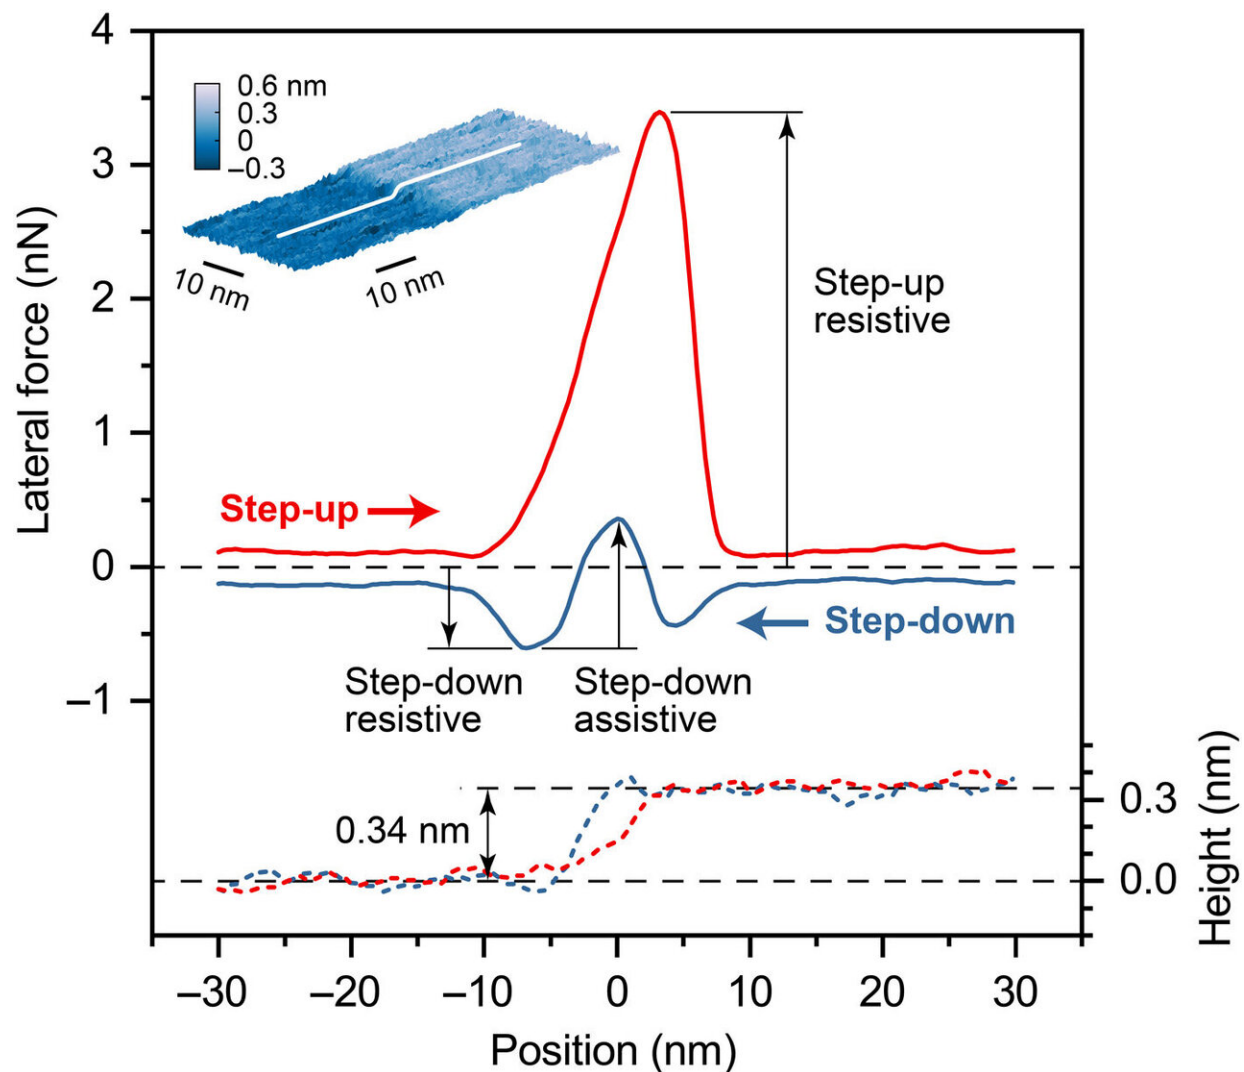 4
3
2
1
0
−1
Lateral force (nN)
0.6 nm
0.3
0
−0.3
10 nm
10 nm
Step-up
resistive
Step-up
Step-down
Step-down
resistive
Step-down
assistive
0.34 nm
0.3
0.0
Height (nm)
−30
−20
−10
0
10
20
30
Position (nm)